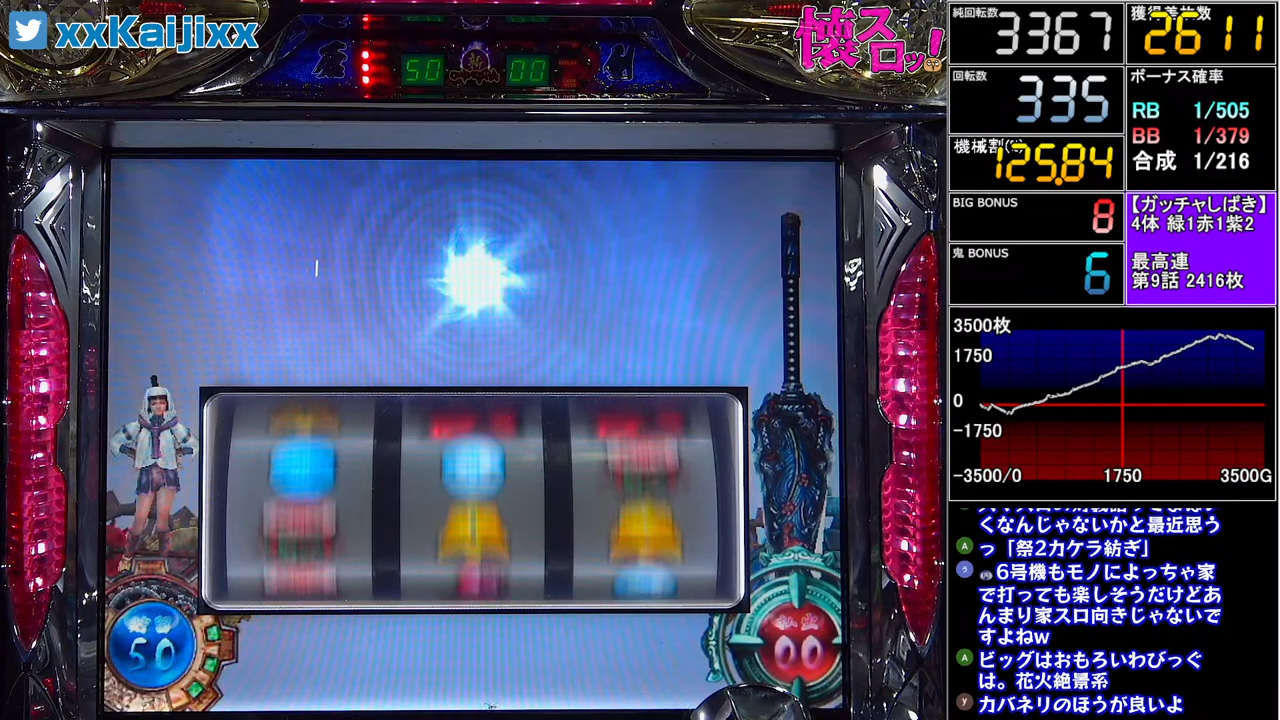 xxKaijixx
懐スロッ!
50
00
REPLAY
純回転数
3367
獲得差枚数
2611
回転数
335
ボーナス確率
RB 1/505
BB 1/379
合成 1/216
機械割(%)
125.84
BIG BONUS
8
鬼 BONUS
6
【ガッチャしばき】
4体 緑1赤1紫2
最高連
第9話 2416枚
3500枚
1750
0
-1750
-3500/0
1750
3500G
くなんじゃないかと最近思う
A
っ「祭2カケラ紡ぎ」
う
6号機もモノによっちゃ家
で打っても楽しそうだけどあ
んまり家スロ向きじゃないで
すよねw
A
ビッグはおもろいわびっぐ
は。花火絶景系
y
カバネリのほうが良いよ
50
00